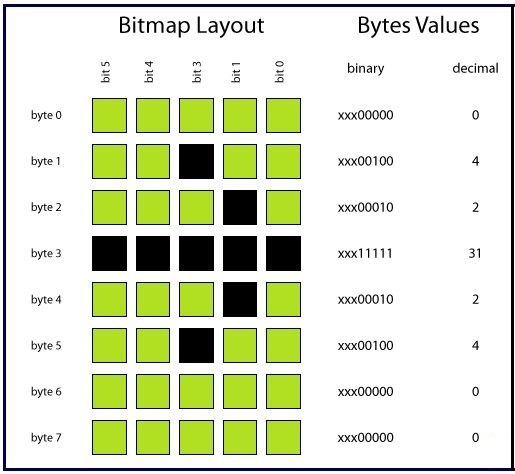 Bitmap Layout Bytes Values
bit 5 bit 4 bit 3 bit 1 bit 0 binary decimal
byte 0 xxx00000 0
byte 1 xxx00100 4
byte 2 xxx00010 2
byte 3 xxx11111 31
byte 4 xxx00010 2
byte 5 xxx00100 4
byte 6 xxx00000 0
byte 7 xxx00000 0